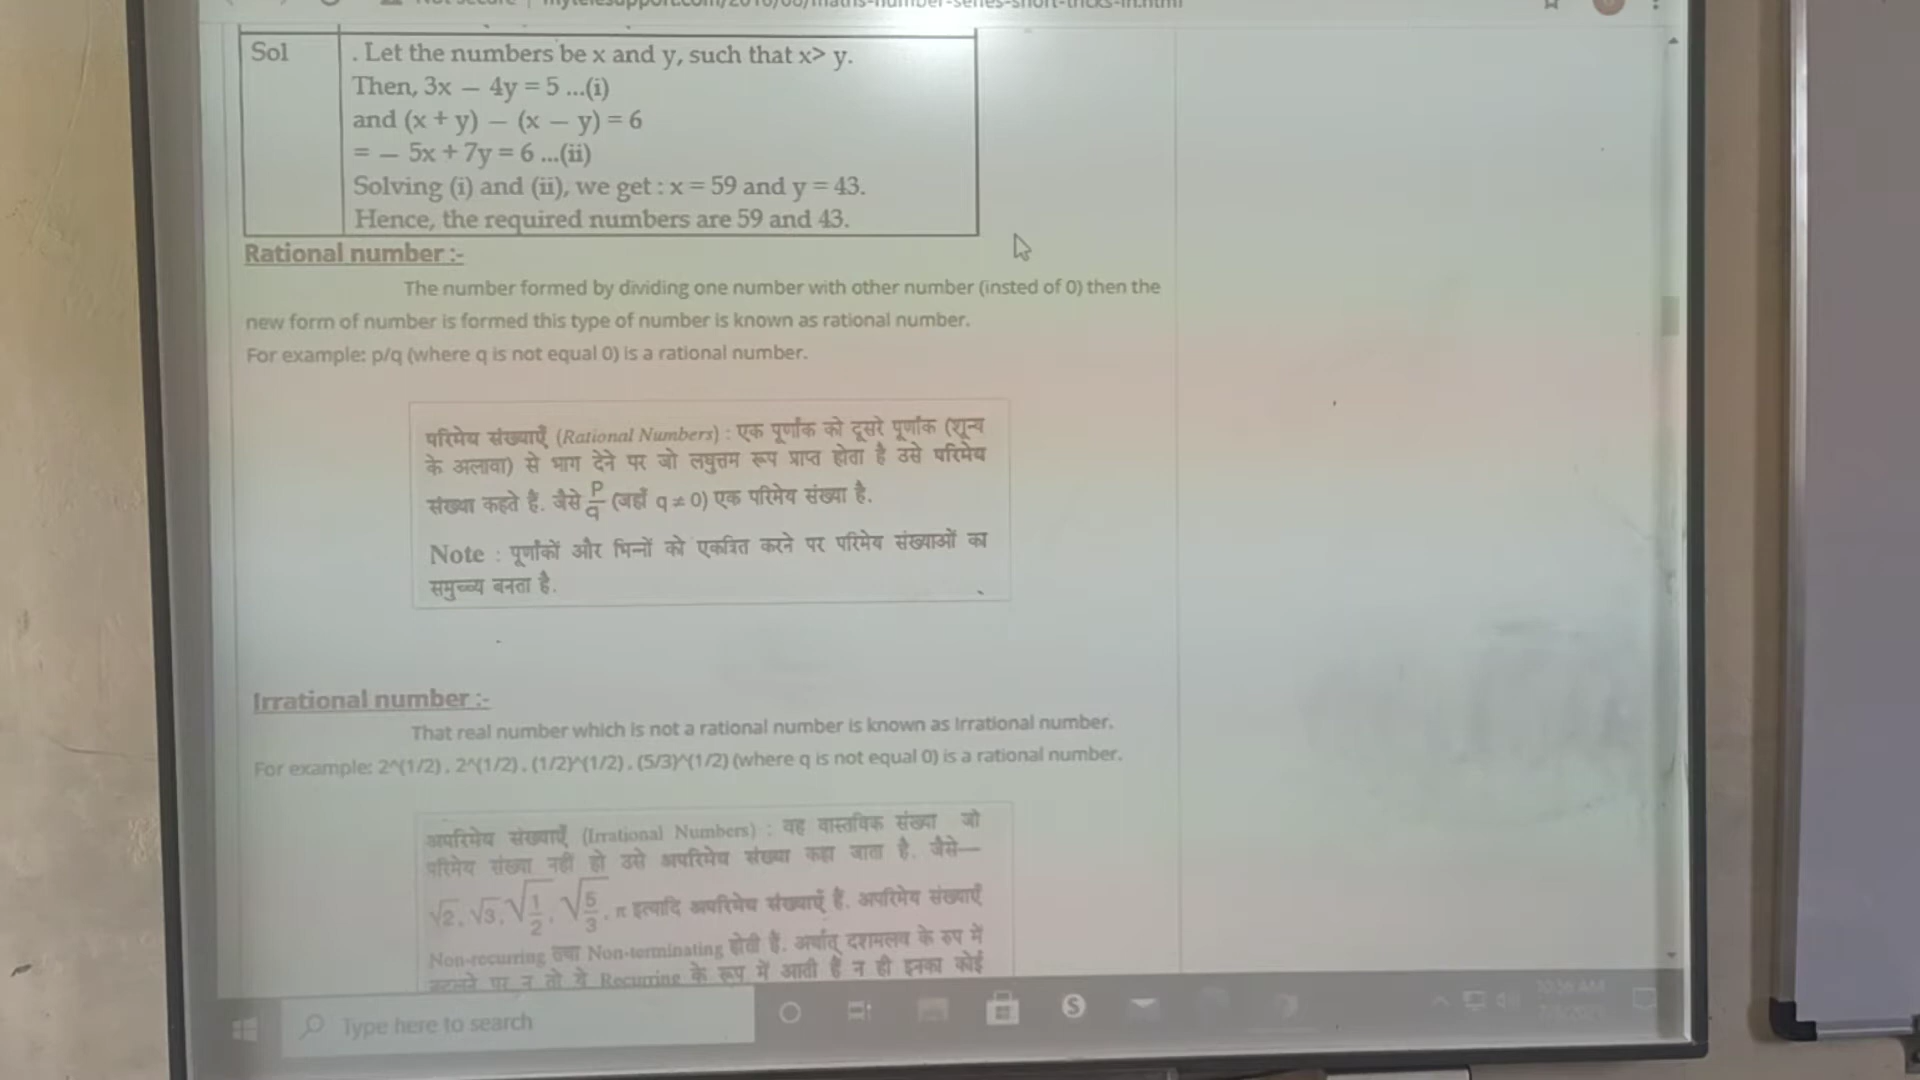 Sol
. Let the numbers be x and y, such that x> y.
Then, 3x – 4y = 5 ...(i)
and (x + y) – (x – y) = 6
= – 5x + 7y = 6 ...(ii)
Solving (i) and (ii), we get : x = 59 and y = 43.
Hence, the required numbers are 59 and 43.
Rational number :-
The number formed by dividing one number with other number (insted of 0) then the
new form of number is formed this type of number is known as rational number.
For example: p/q (where q is not equal 0) is a rational number.
परिमेय संख्याएँ (Rational Numbers) : एक पूर्णांक को दूसरे पूर्णांक (शून्य
के अलावा) से भाग देने पर जो लघुत्तम रूप प्राप्त होता है उसे परिमेय
संख्या कहते हैं. जैसे p/q (जहाँ q ≠ 0) एक परिमेय संख्या है.
Note : पूर्णांकों और भिन्नों को एकत्रित करने पर परिमेय संख्याओं का
समुच्च्य बनता है.
Irrational number :-
That real number which is not a rational number is known as Irrational number.
For example: 2^(1/2) , 2^(1/2) , (1/2)^(1/2) , (5/3)^(1/2) (where q is not equal 0) is a rational number.
अपरिमेय संख्याएँ (Irrational Numbers) : वह वास्तविक संख्या जो
परिमेय संख्या नहीं हो उसे अपरिमेय संख्या कहा जाता है. जैसे—
√2, √3, √1/2, √5/3, π इत्यादि अपरिमेय संख्याएँ हैं. अपरिमेय संख्याएँ
Non-recurring तथा Non-terminating होती हैं. अर्थात् दशमलव के रूप में
पर न तो ये Recurring के रूप में आती हैं न ही इनका कोई
Type here to search
10:56 AM